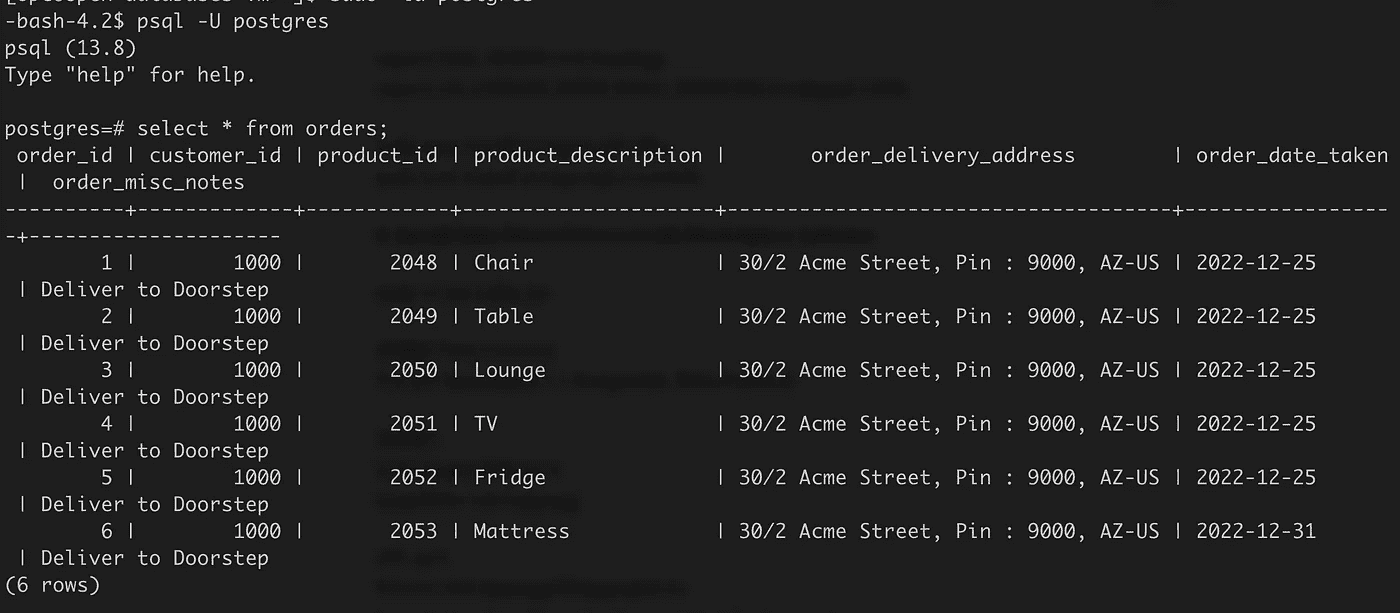 -bash-4.2$ psql -U postgres
psql (13.8)
Type "help" for help.

postgres=# select * from orders;
 order_id | customer_id | product_id | product_description |       order_delivery_address        | order_date_taken
 |  order_misc_notes
----------+-------------+------------+---------------------+-------------------------------------+-----------------
-+---------------------
        1 |        1000 |       2048 | Chair               | 30/2 Acme Street, Pin : 9000, AZ-US | 2022-12-25
 | Deliver to Doorstep
        2 |        1000 |       2049 | Table               | 30/2 Acme Street, Pin : 9000, AZ-US | 2022-12-25
 | Deliver to Doorstep
        3 |        1000 |       2050 | Lounge              | 30/2 Acme Street, Pin : 9000, AZ-US | 2022-12-25
 | Deliver to Doorstep
        4 |        1000 |       2051 | TV                  | 30/2 Acme Street, Pin : 9000, AZ-US | 2022-12-25
 | Deliver to Doorstep
        5 |        1000 |       2052 | Fridge              | 30/2 Acme Street, Pin : 9000, AZ-US | 2022-12-25
 | Deliver to Doorstep
        6 |        1000 |       2053 | Mattress            | 30/2 Acme Street, Pin : 9000, AZ-US | 2022-12-31
 | Deliver to Doorstep
(6 rows)